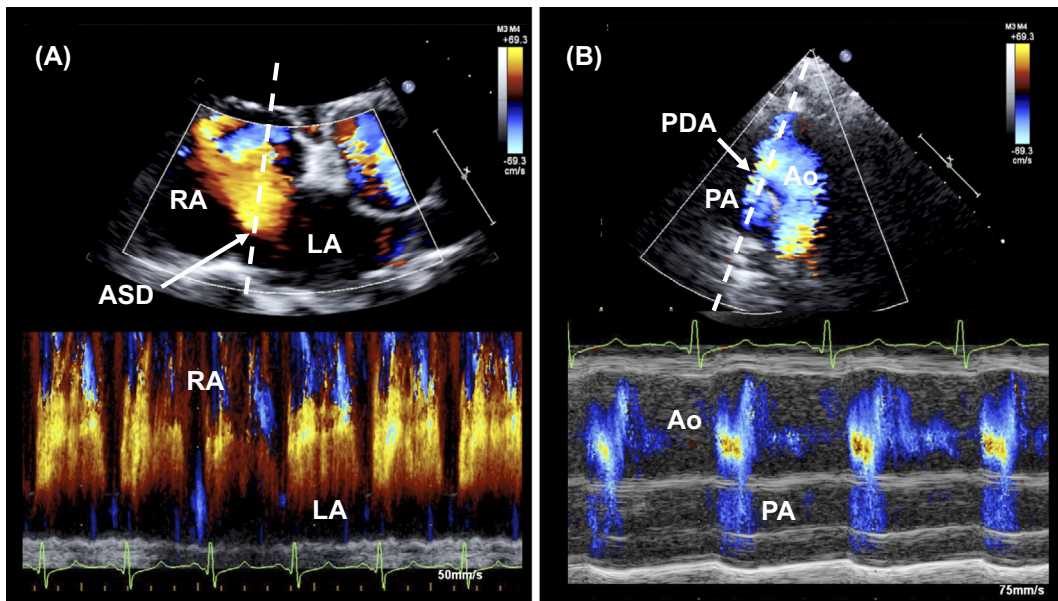 (A)
M3 M4
+69.3
-69.3
cm/s
RA
LA
ASD
RA
LA
50mm/s
(B)
M3 M4
+69.3
-69.3
cm/s
PDA
Ao
PA
Ao
PA
75mm/s